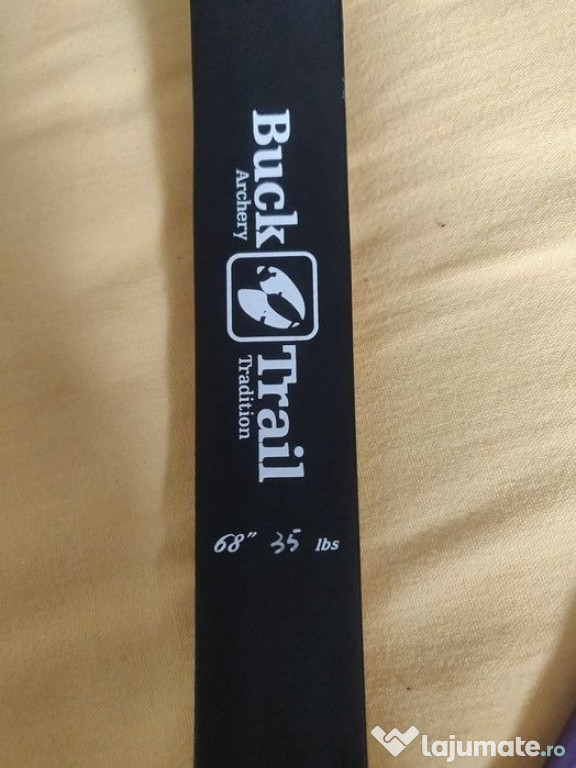 Buck Trail
Archery Tradition
68" 35 lbs
lajumate.ro